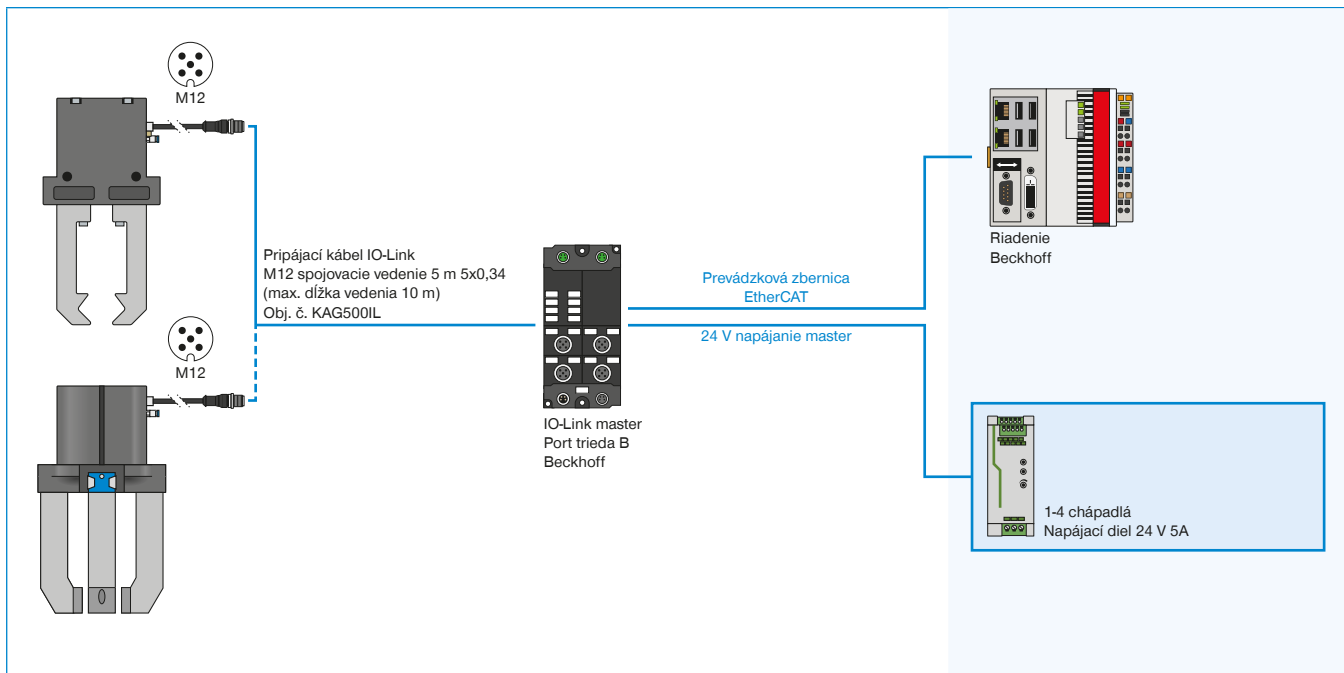 M12
Pripájací kábel IO-Link
M12 spojovacie vedenie 5 m 5x0,34
(max. dĺžka vedenia 10 m)
Obj. č. KAG500IL
M12
IO-Link master
Port trieda B
Beckhoff
Prevádzková zbernica
EtherCAT
24 V napájanie master
Riadenie
Beckhoff
1-4 chápadlá
Napájací diel 24 V 5A